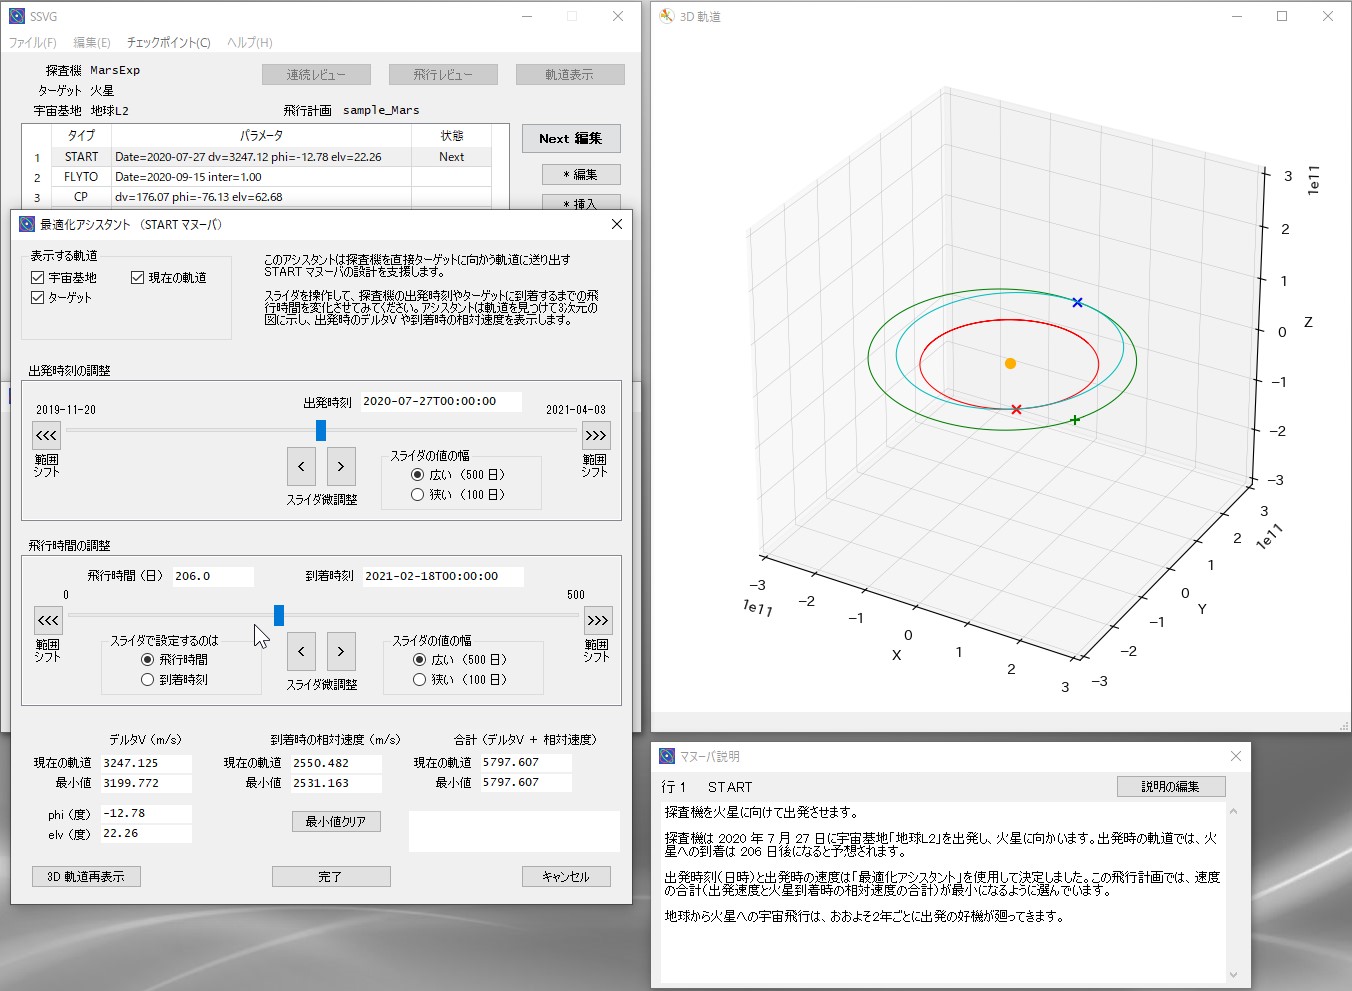 SSVG
ファイル(F) 編集(E) チェックポイント(C) ヘルプ(H)
探査機 MarsExp
連続レビュー 飛行レビュー 軌道表示
ターゲット 火星
宇宙基地 地球L2 飛行計画 sample_Mars
タイプ パラメータ 状態
Next 編集
1 START Date=2020-07-27 dv=3247.12 phi=-12.78 elv=22.26 Next
2 FLYTO Date=2020-09-15 inter=1.00
* 編集
3 CP dv=176.07 phi=-76.13 elv=62.68
* 挿入
最適化アシスタント （START マヌーバ）
表示する軌道
宇宙基地 現在の軌道
ターゲット
このアシスタントは探査機を直接ターゲットに向かう軌道に送り出す
START マヌーバの設計を支援します。
スライダを操作して、探査機の出発時刻やターゲットに到着するまでの飛
行時間を変化させてみてください。アシスタントは軌道を見つけて3次元の
図に示し、出発時のデルタV や到着時の相対速度を表示します。
出発時刻の調整
出発時刻 2020-07-27T00:00:00
2019-11-20 2021-04-03
<<< >>>
範囲
シフト
範囲
シフト
< >
スライダ微調整
スライダの値の幅
広い （500 日）
狭い （100 日）
飛行時間の調整
飛行時間（日） 206.0 到着時刻 2021-02-18T00:00:00
0 500
<<< >>>
範囲
シフト
範囲
シフト
スライダで設定するのは
飛行時間
到着時刻
< >
スライダ微調整
スライダの値の幅
広い （500 日）
狭い （100 日）
デルタV（m/s） 到着時の相対速度（m/s） 合計（デルタV + 相対速度）
現在の軌道 3247.125 現在の軌道 2550.482 現在の軌道 5797.607
最小値 3199.772 最小値 2531.163 最小値 5797.607
phi（度） -12.78
elv（度） 22.26
最小値クリア
3D 軌道再表示 完了 キャンセル
3D 軌道
3
2
1
0
−1
−2
−3
1e11
Z
−3
−2
−1
0
1
2
3
1e11
X
3
2
1
0
−1
−2
−3
1e11
Y
マヌーバ説明
行 1 START 説明の編集
探査機を火星に向けて出発させます。
探査機は 2020 年 7 月 27 日に宇宙基地「地球L2」を出発し、火星に向かいます。出発時の軌道では、火
星への到着は 206 日後になると予想されます。
出発時刻（日時）と出発時の速度は「最適化アシスタント」を使用して決定しました。この飛行計画では、速度
の合計（出発速度と火星到着時の相対速度の合計）が最小になるように選んでいます。
地球から火星への宇宙飛行は、おおよそ2年ごとに出発の好機が廻ってきます。